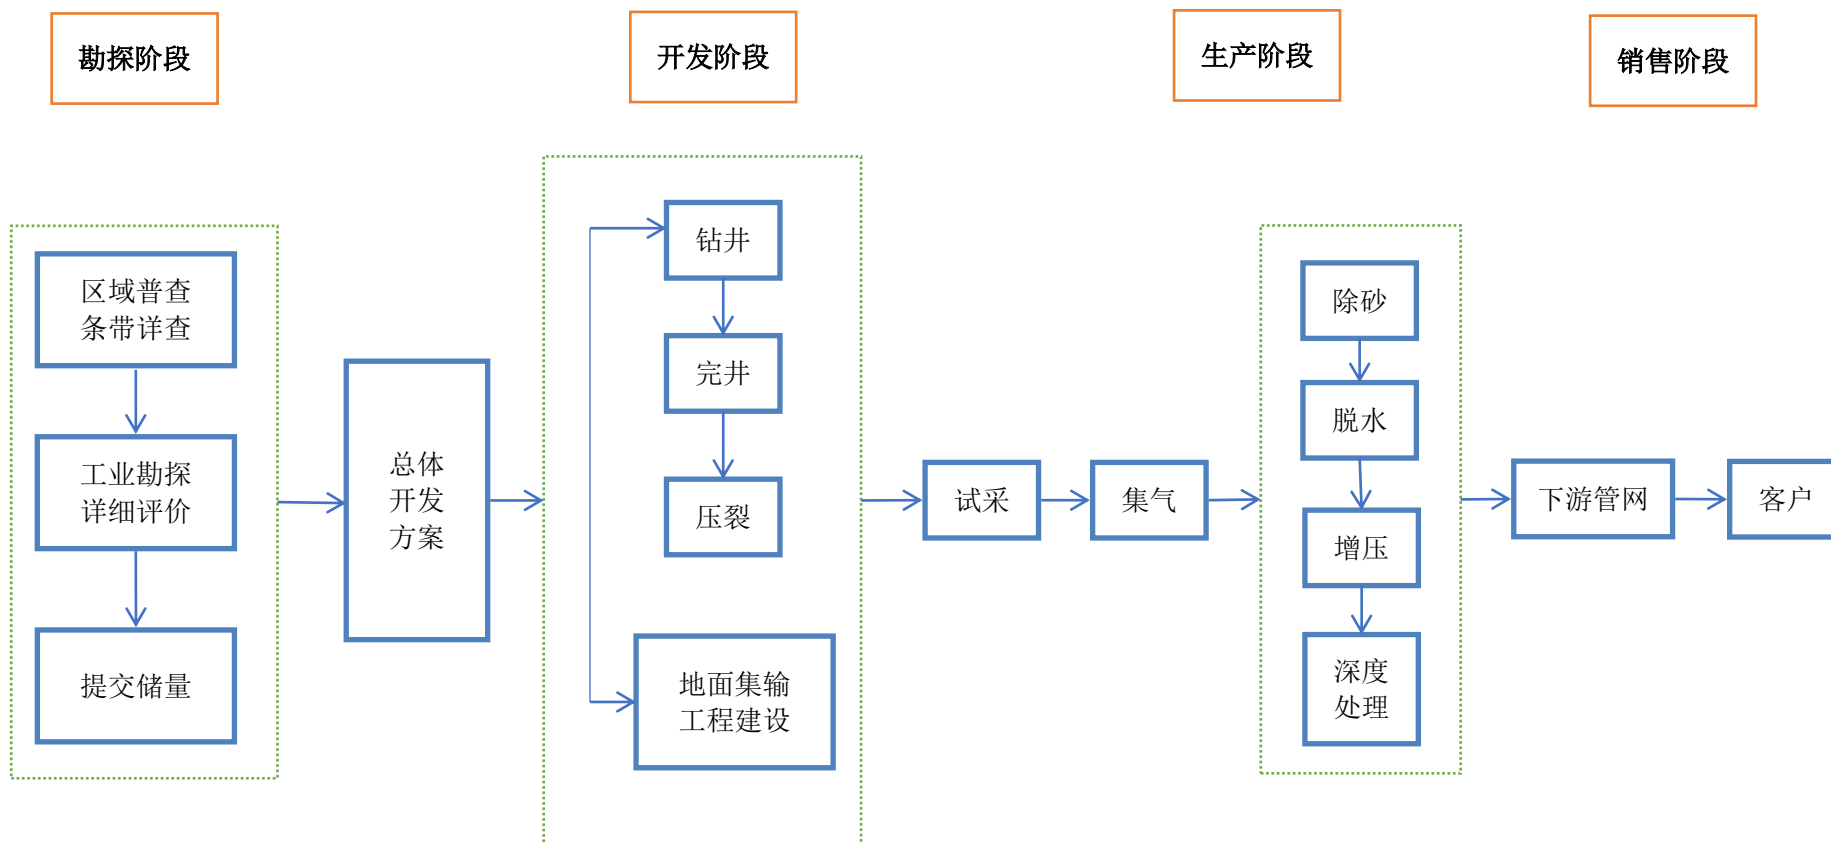 勘探阶段
开发阶段
生产阶段
销售阶段
区域普查
条带详查
工业勘探
详细评价
提交储量
总体
开发
方案
钻井
完井
压裂
地面集输
工程建设
试采
集气
除砂
脱水
增压
深度
处理
下游管网
客户